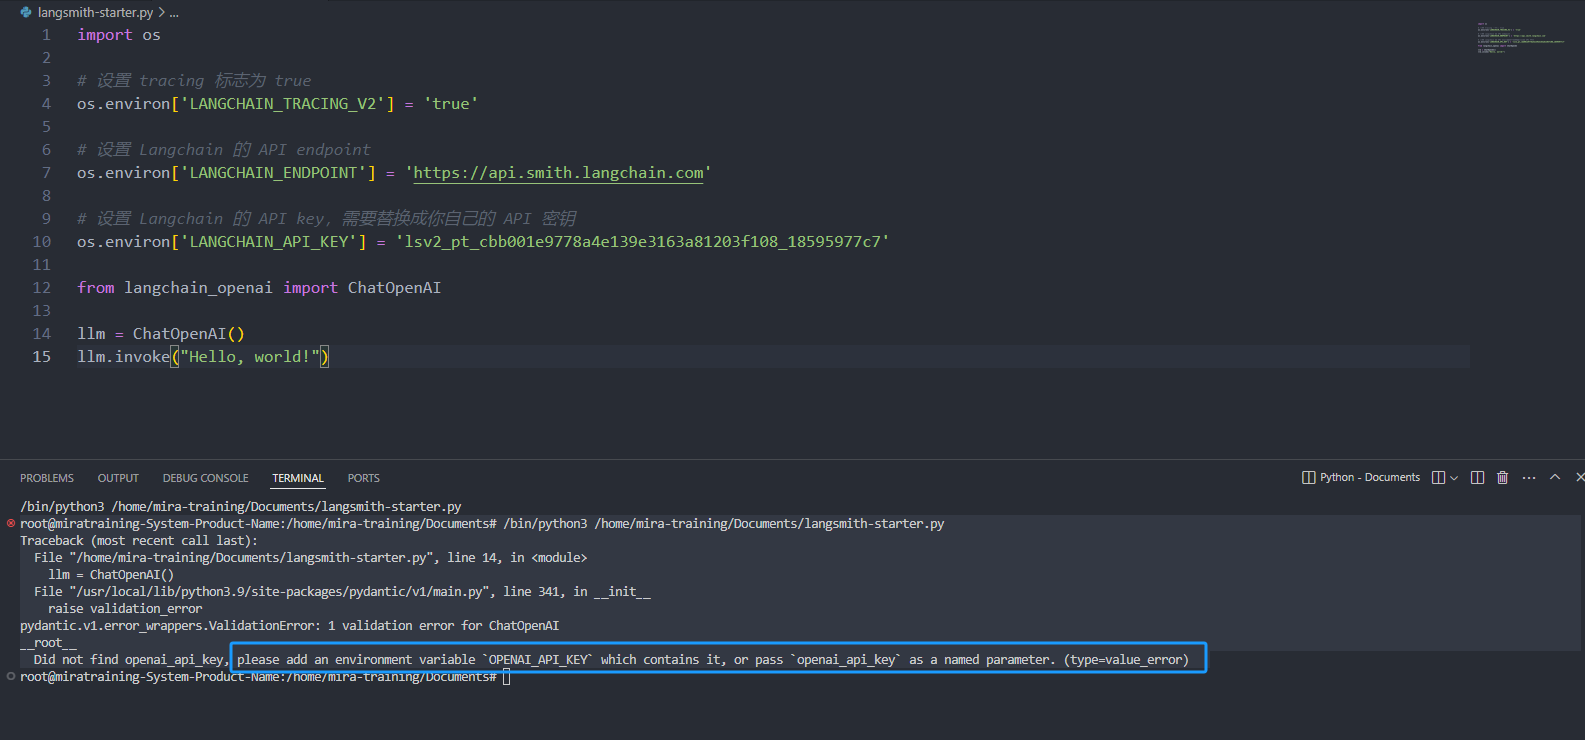 langsmith-starter.py > ...
1 import os
2
3 # 设置 tracing 标志为 true
4 os.environ['LANGCHAIN_TRACING_V2'] = 'true'
5
6 # 设置 Langchain 的 API endpoint
7 os.environ['LANGCHAIN_ENDPOINT'] = 'https://api.smith.langchain.com'
8
9 # 设置 Langchain 的 API key，需要替换成你自己的 API 密钥
10 os.environ['LANGCHAIN_API_KEY'] = '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'
11
12 from langchain_openai import ChatOpenAI
13
14 llm = ChatOpenAI()
15 llm.invoke("Hello, world!")
PROBLEMS OUTPUT DEBUG CONSOLE TERMINAL PORTS Python - Documents
/bin/python3 /home/mira-training/Documents/langsmith-starter.py
root@miratraining-System-Product-Name:/home/mira-training/Documents# /bin/python3 /home/mira-training/Documents/langsmith-starter.py
Traceback (most recent call last):
File "/home/mira-training/Documents/langsmith-starter.py", line 14, in <module>
llm = ChatOpenAI()
File "/usr/local/lib/python3.9/site-packages/pydantic/v1/main.py", line 341, in __init__
raise validation_error
pydantic.v1.error_wrappers.ValidationError: 1 validation error for ChatOpenAI
__root__
Did not find openai_api_key, please add an environment variable `OPENAI_API_KEY` which contains it, or pass `openai_api_key` as a named parameter. (type=value_error)
root@miratraining-System-Product-Name:/home/mira-training/Documents#